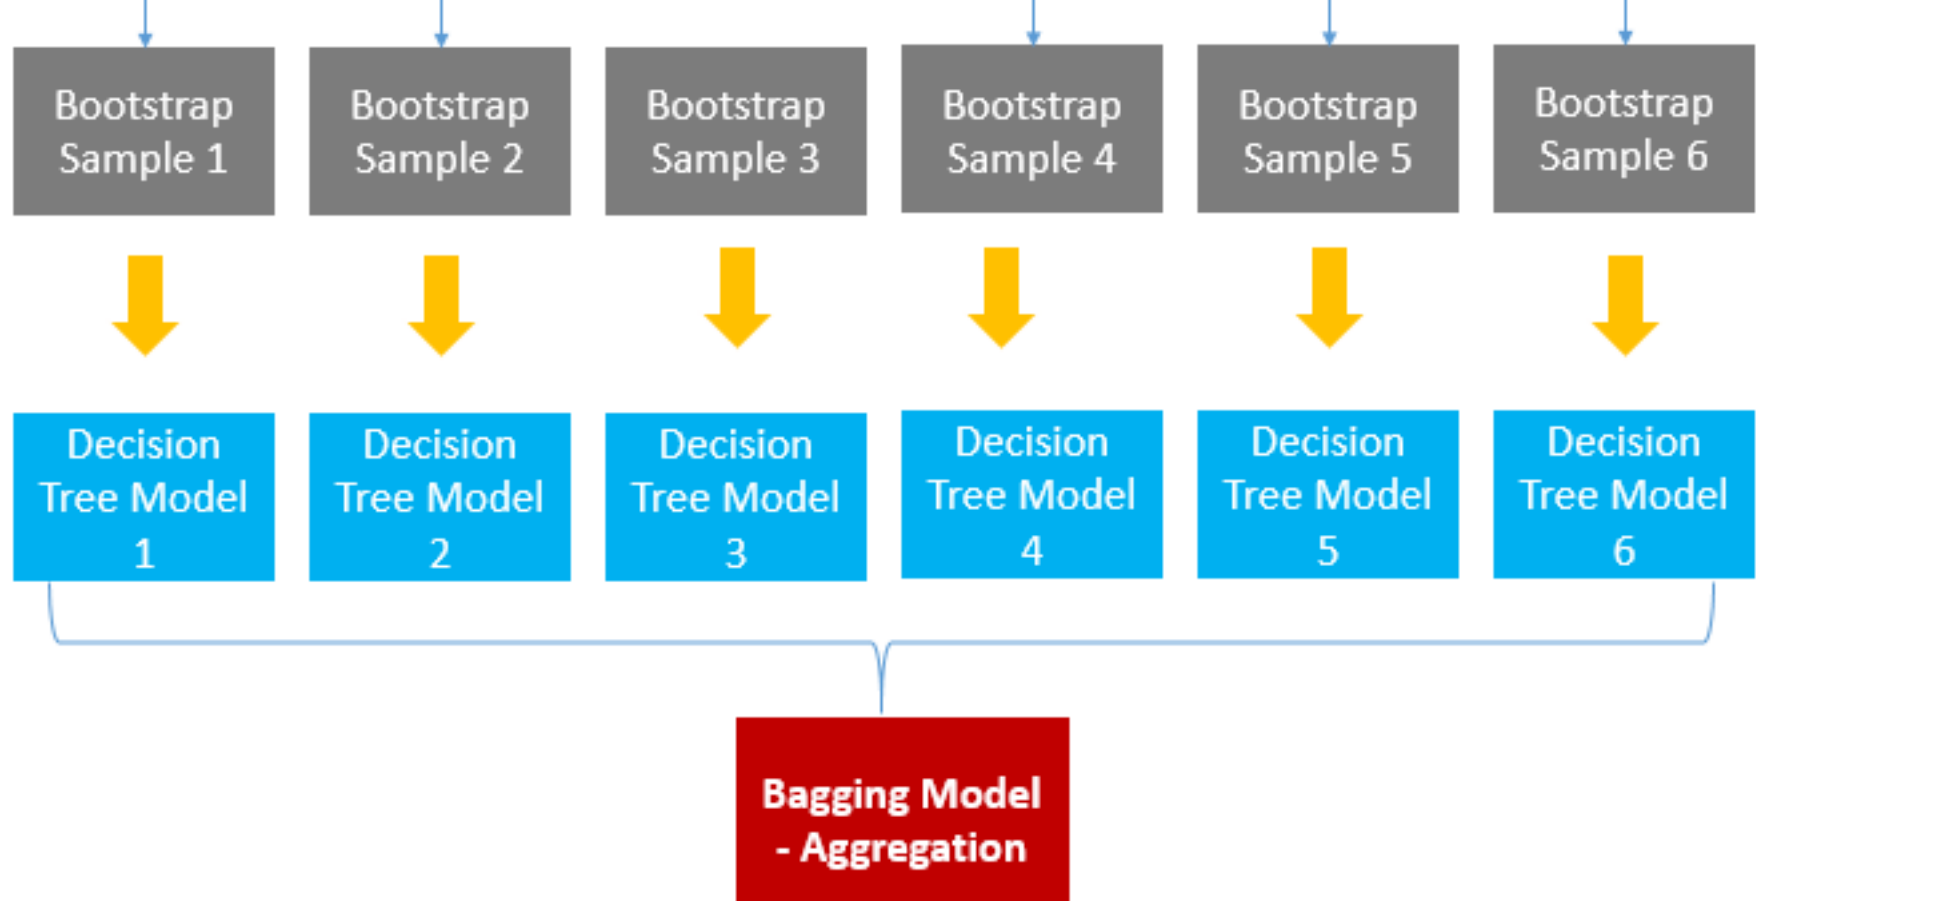 Bootstrap
Sample 1
Bootstrap
Sample 2
Bootstrap
Sample 3
Bootstrap
Sample 4
Bootstrap
Sample 5
Bootstrap
Sample 6
Decision
Tree Model
1
Decision
Tree Model
2
Decision
Tree Model
3
Decision
Tree Model
4
Decision
Tree Model
5
Decision
Tree Model
6
Bagging Model
- Aggregation